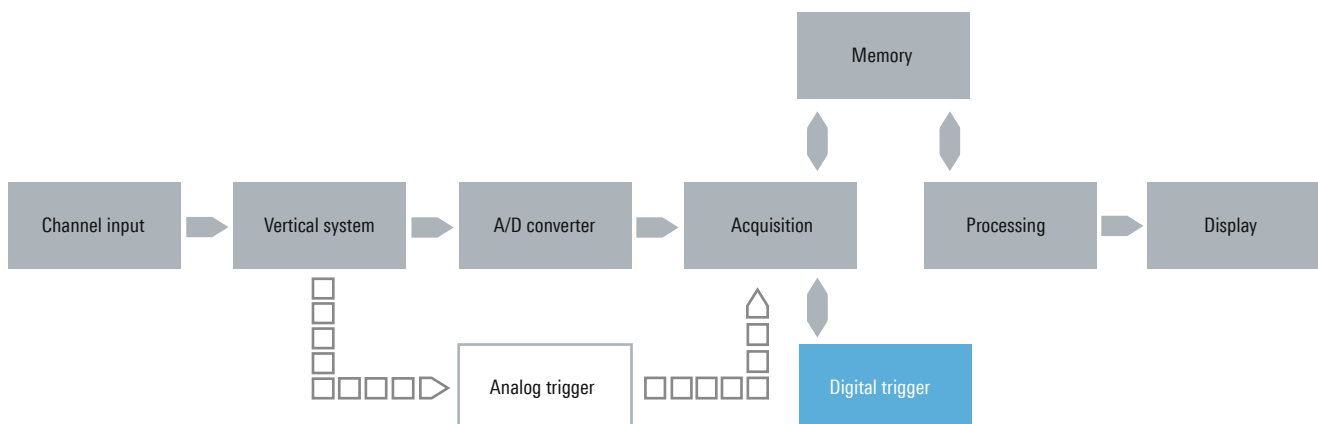 Memory
Channel input
Vertical system
A/D converter
Acquisition
Processing
Display
Analog trigger
Digital trigger